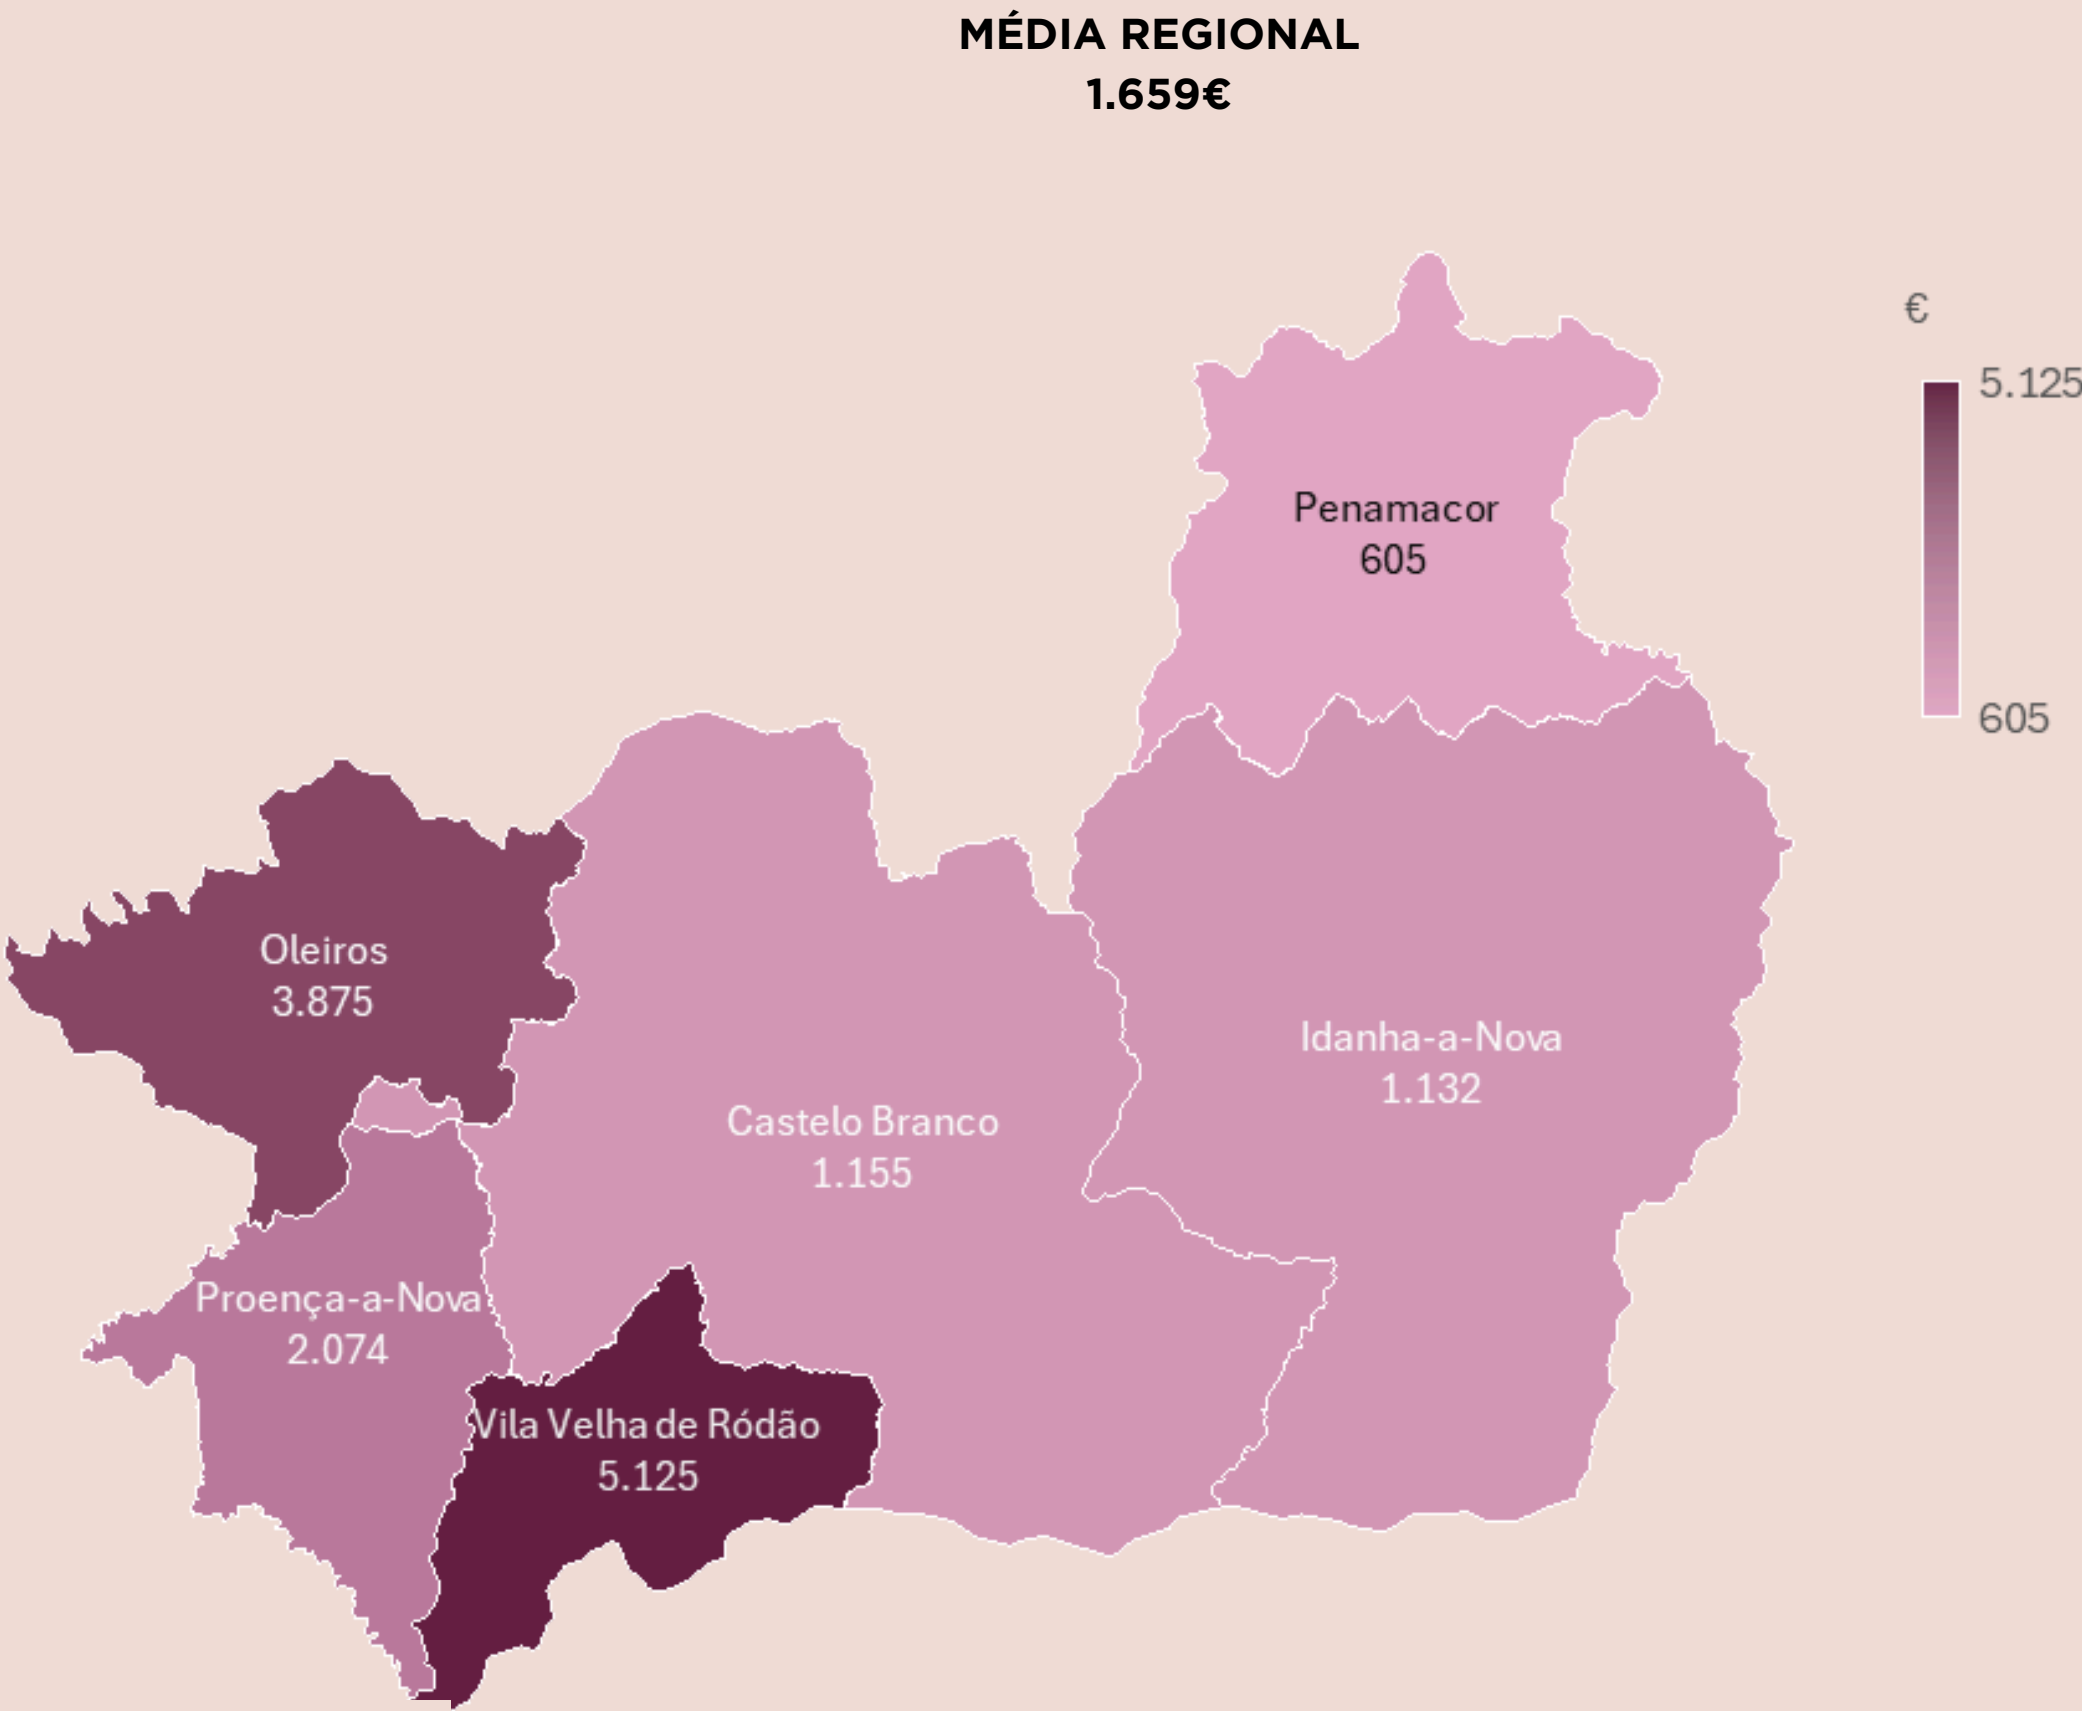 MÉDIA REGIONAL
1.659€
€
5.125
605
Penamacor
605
Oleiros
3.875
Idanha-a-Nova
1.132
Castelo Branco
1.155
Proença-a-Nova
2.074
Vila Velha de Ródão
5.125